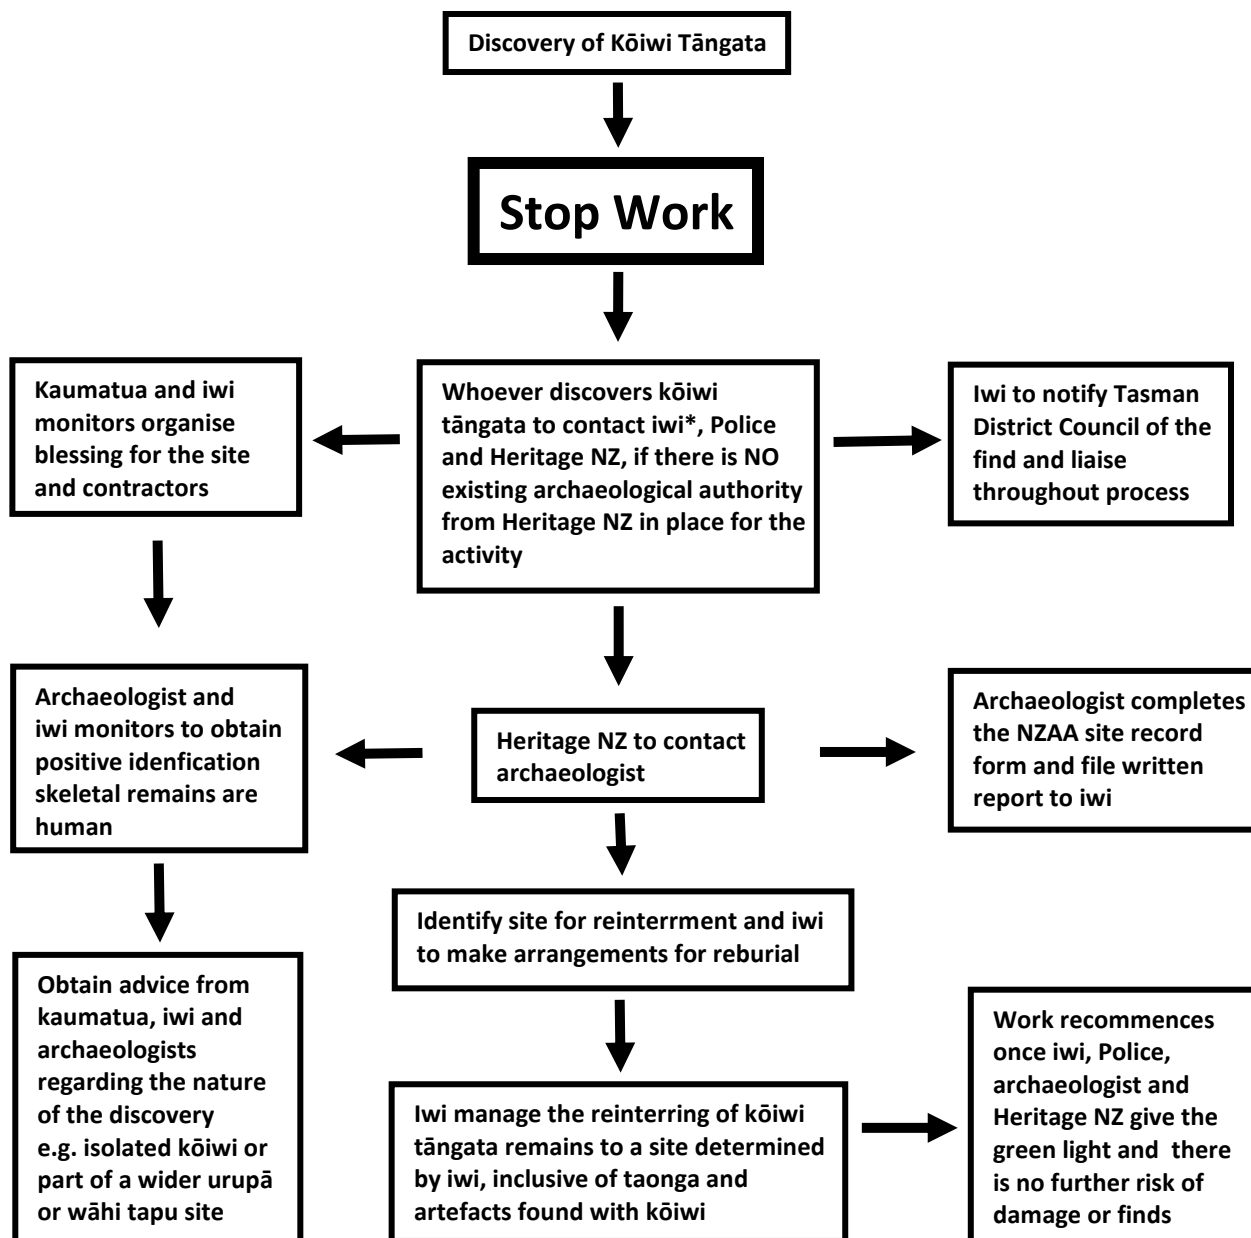 Discovery of Kōiwi Tāngata
Stop Work
Kaumatua and iwi
monitors organise
blessing for the site
and contractors
Whoever discovers kōiwi
tāngata to contact iwi*, Police
and Heritage NZ, if there is NO
existing archaeological authority
from Heritage NZ in place for the
activity
Iwi to notify Tasman
District Council of the
find and liaise
throughout process
Archaeologist and
iwi monitors to obtain
positive idenfication
skeletal remains are
human
Heritage NZ to contact
archaeologist
Archaeologist completes
the NZAA site record
form and file written
report to iwi
Identify site for reinterrment and iwi
to make arrangements for reburial
Obtain advice from
kaumatua, iwi and
archaeologists
regarding the nature
of the discovery
e.g. isolated kōiwi or
part of a wider urupā
or wāhi tapu site
Iwi manage the reinterring of kōiwi
tāngata remains to a site determined
by iwi, inclusive of taonga and
artefacts found with kōiwi
Work recommences
once iwi, Police,
archaeologist and
Heritage NZ give the
green light and there
is no further risk of
damage or finds